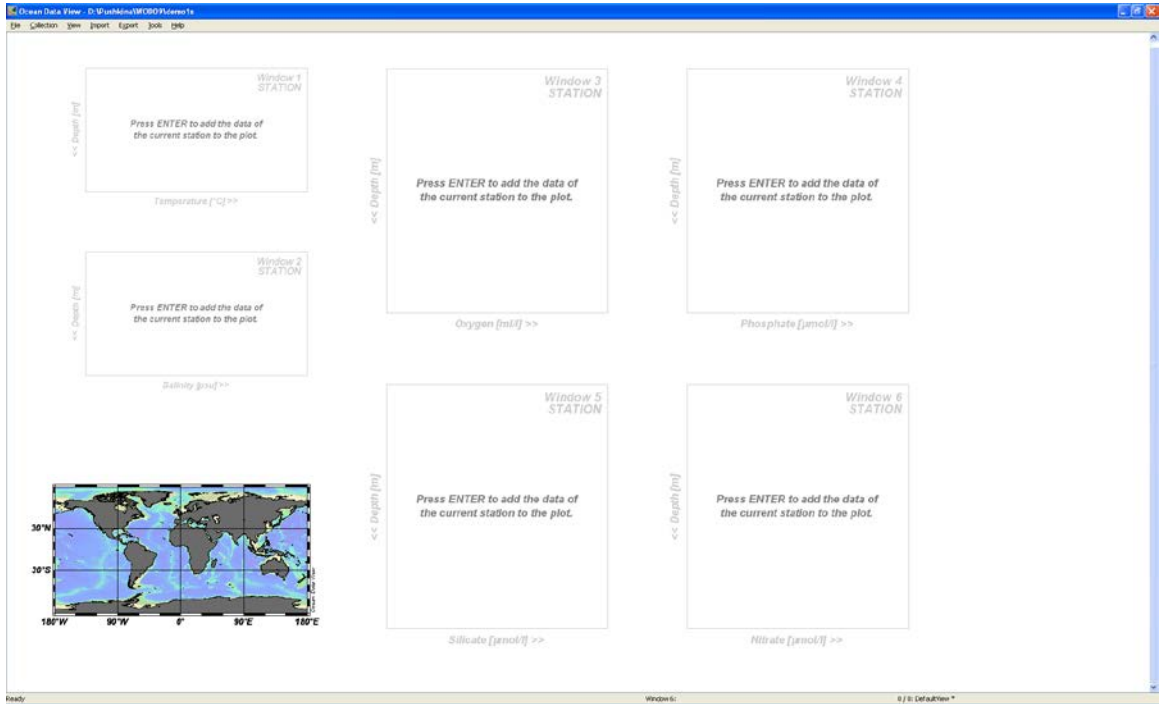 Ocean Data View - D:\Pushkins\WOD09\demo1s
File Collection View Import Export Tools Help
Window 1
STATION
Press ENTER to add the data of
the current station to the plot.
<< Depth [m]
Temperature [°C] >>
Window 2
STATION
Press ENTER to add the data of
the current station to the plot.
<< Depth [m]
Salinity [psu] >>
Window 3
STATION
Press ENTER to add the data of
the current station to the plot.
<< Depth [m]
Oxygen [ml/l] >>
Window 4
STATION
Press ENTER to add the data of
the current station to the plot.
<< Depth [m]
Phosphate [µmol/l] >>
Window 5
STATION
Press ENTER to add the data of
the current station to the plot.
<< Depth [m]
Silicate [µmol/l] >>
Window 6
STATION
Press ENTER to add the data of
the current station to the plot.
<< Depth [m]
Nitrate [µmol/l] >>
30°N
30°S
180°W 90°W 0° 90°E 180°E
Ocean Data View
Ready
Window 6:
0 / 0: DefaultView *